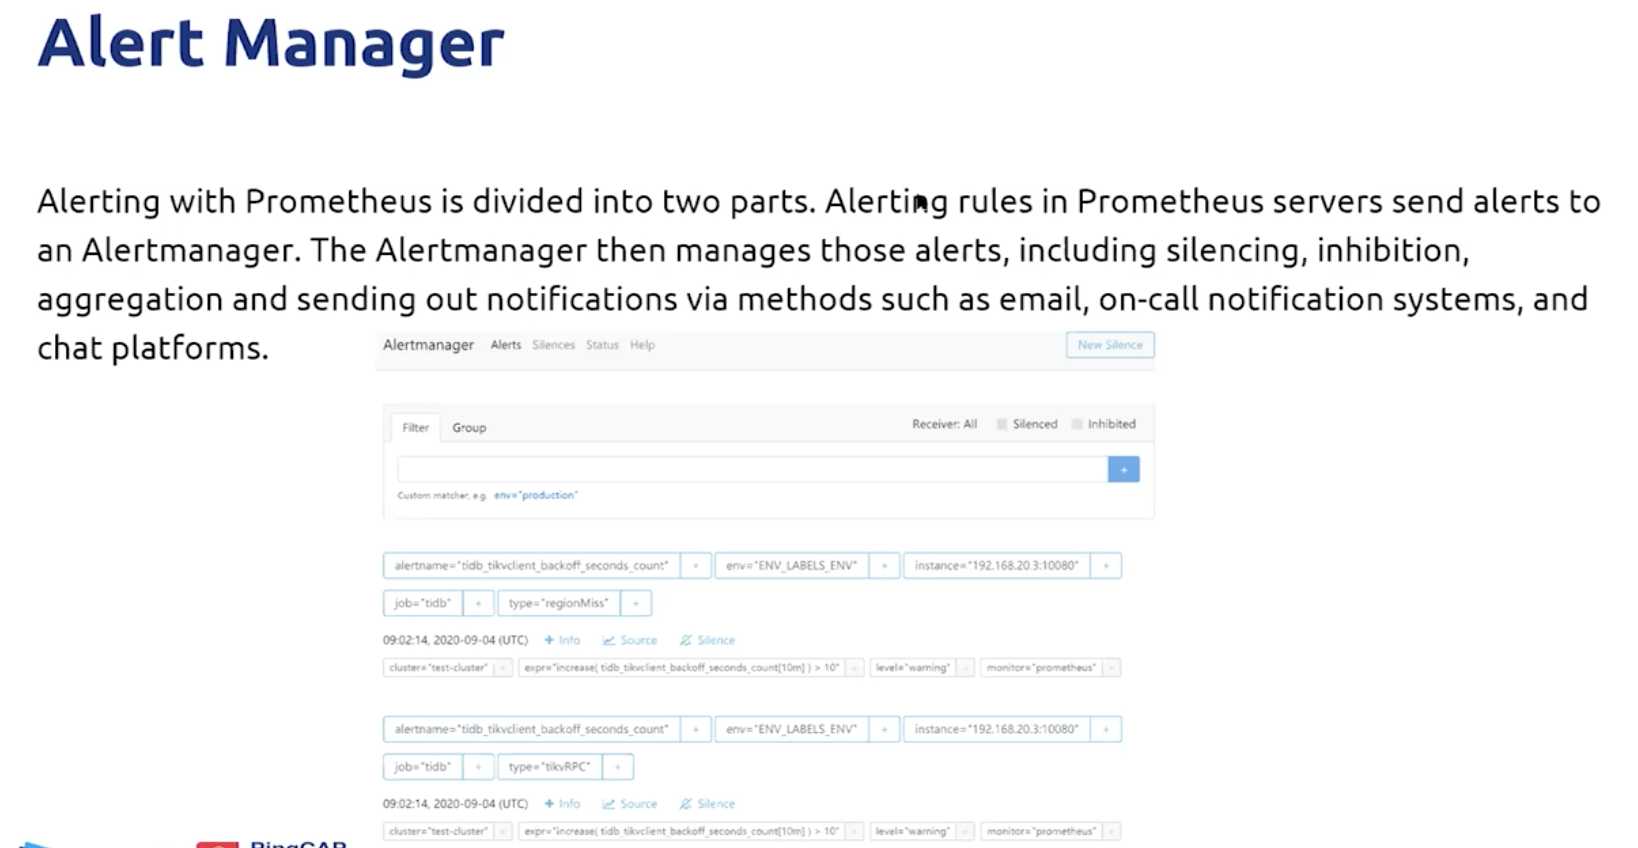 Alert Manager
Alerting with Prometheus is divided into two parts. Alerting rules in Prometheus servers send alerts to
an Alertmanager. The Alertmanager then manages those alerts, including silencing, inhibition,
aggregation and sending out notifications via methods such as email, on-call notification systems, and
chat platforms.
Alertmanager Alerts Silences Status Help New Silence
Filter Group Receiver: All Silenced Inhibited
+
Custom matcher, e.g. env="production"
alertname="tidb_tikvclient_backoff_seconds_count" + env="ENV_LABELS_ENV" + instance="192.168.20.3:10080" +
job="tidb" + type="regionMiss" +
09:02:14, 2020-09-04 (UTC) + Info Source Silence
cluster="test-cluster" + expr="increase( tidb_tikvclient_backoff_seconds_count[10m] ) > 10" + level="warning" + monitor="prometheus" +
alertname="tidb_tikvclient_backoff_seconds_count" + env="ENV_LABELS_ENV" + instance="192.168.20.3:10080" +
job="tidb" + type="tikvRPC" +
09:02:14, 2020-09-04 (UTC) + Info Source Silence
cluster="test-cluster" + expr="increase( tidb_tikvclient_backoff_seconds_count[10m] ) > 10" + level="warning" + monitor="prometheus" +
PingCAP